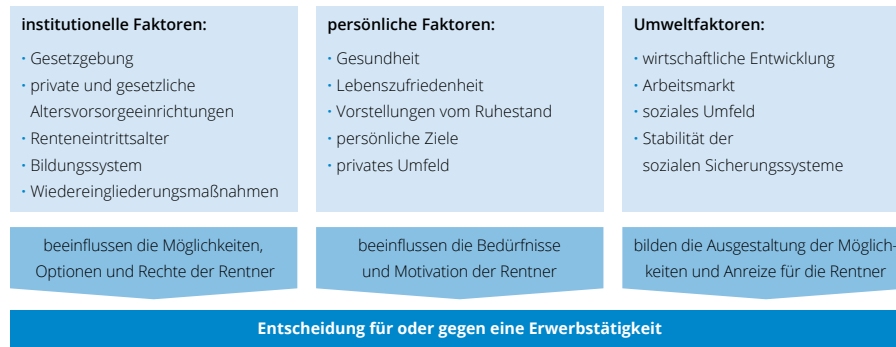 institutionelle Faktoren:
· Gesetzgebung
· private und gesetzliche
Altersvorsorgeeinrichtungen
· Renteneintrittsalter
· Bildungssystem
· Wiedereingliederungsmaßnahmen
beeinflussen die Möglichkeiten,
Optionen und Rechte der Rentner
persönliche Faktoren:
· Gesundheit
· Lebenszufriedenheit
· Vorstellungen vom Ruhestand
· persönliche Ziele
· privates Umfeld
beeinflussen die Bedürfnisse
und Motivation der Rentner
Umweltfaktoren:
· wirtschaftliche Entwicklung
· Arbeitsmarkt
· soziales Umfeld
· Stabilität der
sozialen Sicherungssysteme
bilden die Ausgestaltung der Möglich-
keiten und Anreize für die Rentner
Entscheidung für oder gegen eine Erwerbstätigkeit